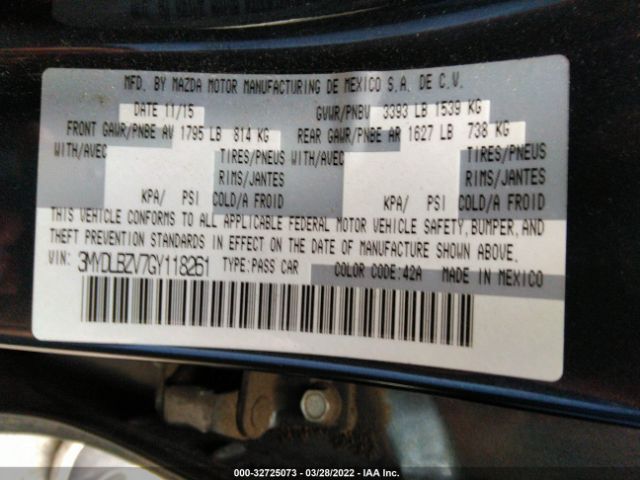 MFD. BY MAZDA MOTOR MANUFACTURING DE MEXICO S.A. DE C.V.
DATE 11/15 GVWR/PNBV 3393 LB 1539 KG
FRONT GAWR/PNBE AV 1795 LB 814 KG REAR GAWR/PNBE AR 1627 LB 738 KG
WITH/AVEC TIRES/PNEUS WITH/AVEC TIRES/PNEUS
RIMS/JANTES RIMS/JANTES
KPA/ PSI COLD/A FROID KPA/ PSI COLD/A FROID
THIS VEHICLE CONFORMS TO ALL APPLICABLE FEDERAL MOTOR VEHICLE SAFETY, BUMPER, AND
THEFT PREVENTION STANDARDS IN EFFECT ON THE DATE OF MANUFACTURE SHOWN ABOVE.
VIN: 3MYDLBZV7GY118261 TYPE:PASS CAR COLOR CODE:42A MADE IN MEXICO
000-32725073 - 03/28/2022 - IAA Inc.